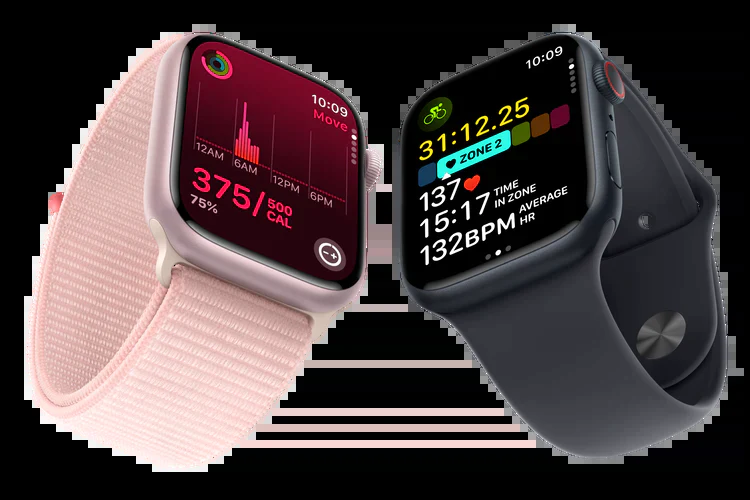 10:09
Move
12AM
6AM
12PM
6PM
375/500
CAL
75%
10:09
31:12.25
ZONE 2
137
15:17 TIME
IN ZONE
132BPM AVERAGE
HR